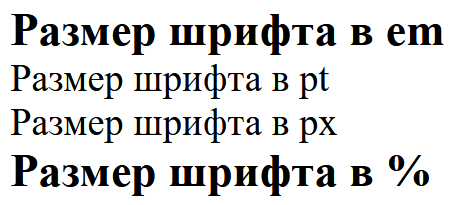 Размер шрифта в em
Размер шрифта в pt
Размер шрифта в px
Размер шрифта в %